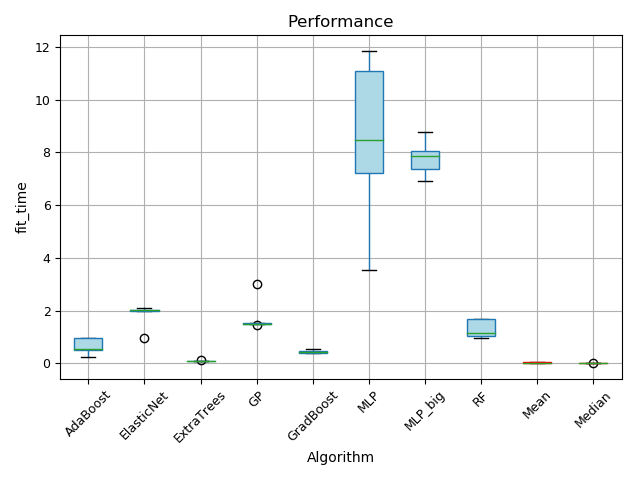 Performance
fit_time
12
10
8
6
4
2
0
AdaBoost
ElasticNet
ExtraTrees
GP
GradBoost
MLP
MLP_big
RF
Mean
Median
Algorithm